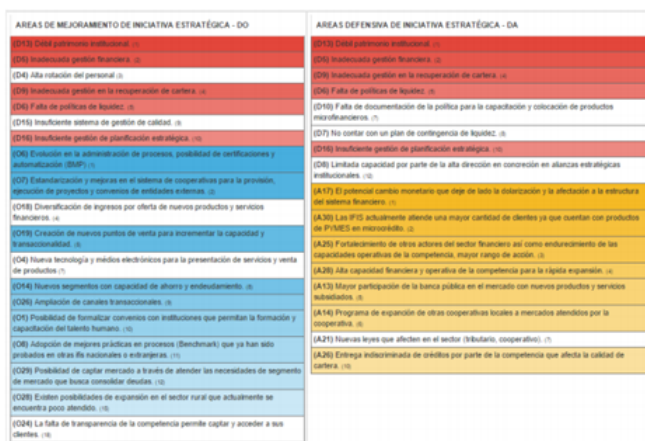 AREAS DE MEJORAMIENTO DE INICIATIVA ESTRATÉGICA - DO
(D13) Débil patrimonio institucional. (1)
(D5) Inadecuada gestión financiera. (2)
(D4) Alta rotación del personal (3)
(D9) Inadecuada gestión en la recuperación de cartera. (4)
(D6) Falta de políticas de liquidez. (5)
(D15) Insuficiente sistema de gestión de calidad. (9)
(D16) Insuficiente gestión de planificación estratégica. (10)
(O6) Evolución en la administración de procesos, posibilidad de certificaciones y
automatización (BMP) (1)
(O7) Estandarización y mejoras en el sistema de cooperativas para la provisión,
ejecución de proyectos y convenios de entidades externas. (2)
(O18) Diversificación de ingresos por oferta de nuevos productos y servicios
financieros. (4)
(O19) Creación de nuevos puntos de venta para incrementar la capacidad y
transaccionalidad. (5)
(O4) Nueva tecnología y médios electrónicos para la presentación de servicios y venta
de productos (7)
(O14) Nuevos segmentos con capacidad de ahorro y endeudamiento. (8)
(O26) Ampliación de canales transaccionales. (9)
(O1) Posibilidad de formalizar convenios con instituciones que permitan la formación y
capacitación del talento humano. (10)
(O8) Adopción de mejores prácticas en procesos (Benchmark) que ya han sido
probados en otras ifis nacionales o extranjeras. (11)
(O29) Posibilidad de captar mercado a través de atender las necesidades de segmento
de mercado que busca consolidar deudas. (12)
(O28) Existen posibilidades de expansión en el sector rural que actualmente se
encuentra poco atendido.
(O24) La falta de transparencia de la competencia permite captar y acceder a sus
clientes.
AREAS DEFENSIVA DE INICIATIVA ESTRATÉGICA - DA
(D13) Débil patrimonio institucional. (1)
(D5) Inadecuada gestión financiera. (2)
(D9) Inadecuada gestión en la recuperación de cartera. (4)
(D6) Falta de políticas de liquidez. (5)
(D10) Falta de documentación de la política para la capacitación y colocación de productos
microfinancieros. (7)
(D7) No contar con un plan de contingencia de liquidez. (8)
(D16) Insuficiente gestión de planificación estratégica. (10)
(D8) Limitada capacidad por parte de la alta dirección en concreción en alianzas estratégicas
institucionales. (12)
(A17) El potencial cambio monetario que deje de lado la dolarización y la afectación a la estructura
del sistema financiero. (1)
(A30) Las IFIS actualmente atiende una mayor cantidad de clientes ya que cuentan con productos
de PYMES en microcrédito. (2)
(A25) Fortalecimiento de otros actores del sector financiero así como endurecimiento de las
capacidades operativas de la competencia, mayor rango de acción. (3)
(A28) Alta capacidad financiera y operativa de la competencia para la rápida expansión. (4)
(A13) Mayor participación de la banca pública en el mercado con nuevos productos y servicios
subsidiados. (5)
(A14) Programa de expansión de otras cooperativas locales a mercados atendidos por la
cooperativa. (6)
(A21) Nuevas leyes que afecten en el sector (tributario, cooperativo). (7)
(A26) Entrega indiscriminada de créditos por parte de la competencia que afecta la calidad de
cartera. (10)